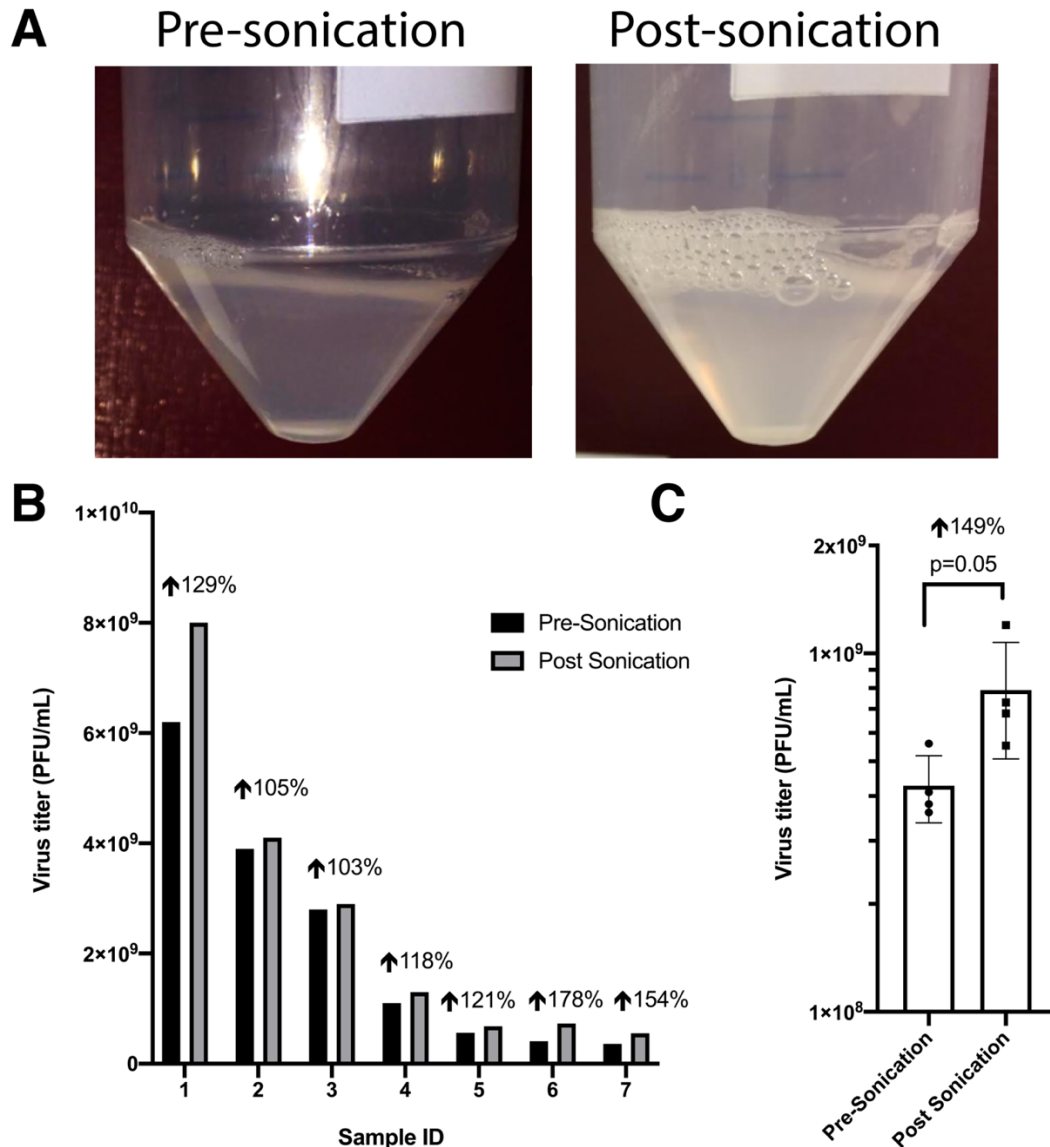 A
Pre-sonication
Post-sonication
B
Virus titer (PFU/mL)
1×10¹⁰
8×10⁹
6×10⁹
4×10⁹
2×10⁹
0
↑129%
↑105%
↑103%
↑118%
↑121%
↑178%
↑154%
Pre-Sonication
Post Sonication
1 2 3 4 5 6 7
Sample ID
C
↑149%
p=0.05
Virus titer (PFU/mL)
2x10⁹
1×10⁹
1×10⁸
Pre-Sonication
Post Sonication